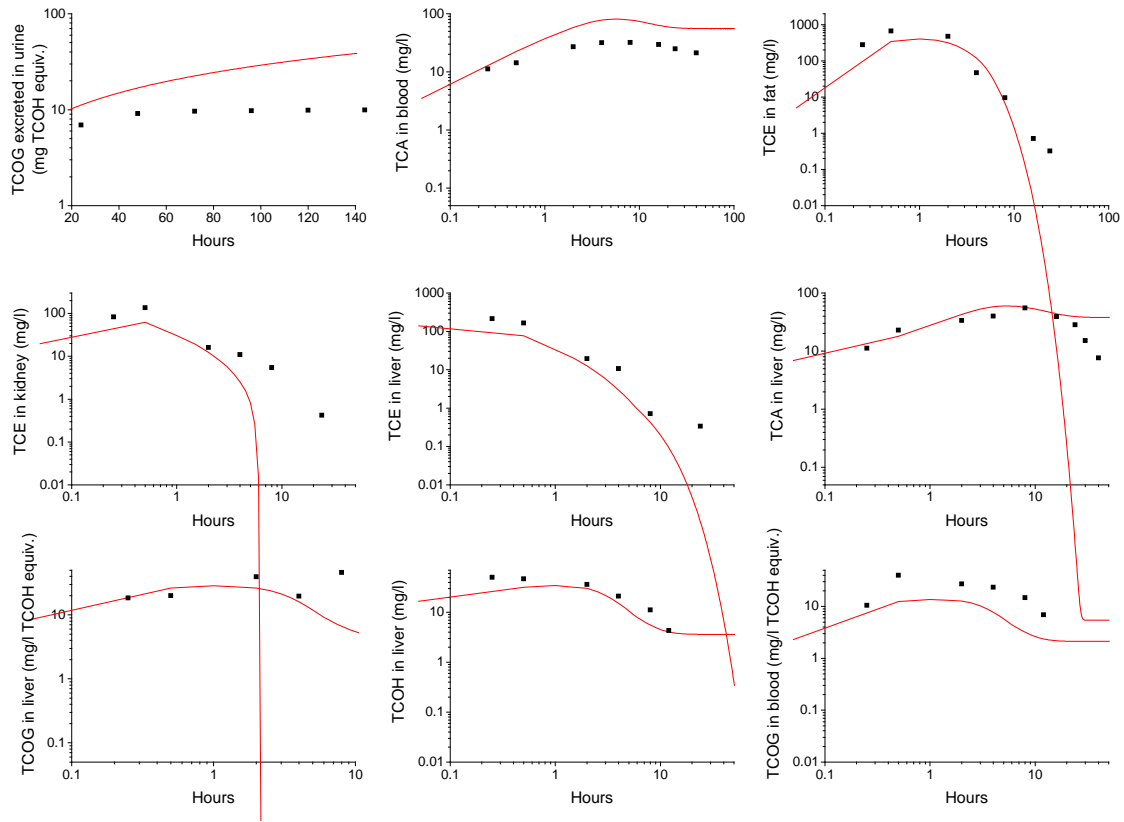 TCOG excreted in urine
(mg TCOH equiv.)
100
10
1
20 40 60 80 100 120 140
Hours
TCA in blood (mg/l)
100
10
1
0.1
0.1 1 10 100
Hours
TCE in fat (mg/l)
1000
100
10
1
0.1
0.01
0.1 1 10 100
Hours
TCE in kidney (mg/l)
100
10
1
0.1
0.01
0.1 1 10
Hours
TCE in liver (mg/l)
1000
100
10
1
0.1
0.01
0.1 1 10
Hours
TCA in liver (mg/l)
100
10
1
0.1
0.1 1 10
Hours
TCOG in liver (mg/l TCOH equiv.)
10
1
0.1
0.1 1 10
Hours
TCOH in liver (mg/l)
10
1
0.1
0.01
0.1 1 10
Hours
TCOG in blood (mg/l TCOH equiv.)
10
1
0.1
0.01
0.1 1 10
Hours